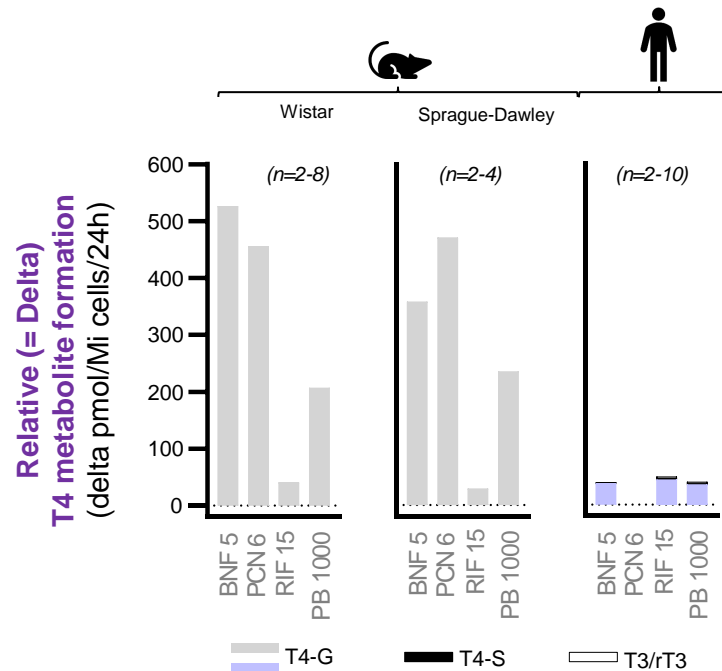 Wistar
Sprague-Dawley
Relative (= Delta)
T4 metabolite formation
(delta pmol/Mi cells/24h)
600
500
400
300
200
100
0
(n=2-8)
(n=2-4)
(n=2-10)
BNF 5
PCN 6
RIF 15
PB 1000
BNF 5
PCN 6
RIF 15
PB 1000
BNF 5
PCN 6
RIF 15
PB 1000
T4-G
T4-S
T3/rT3